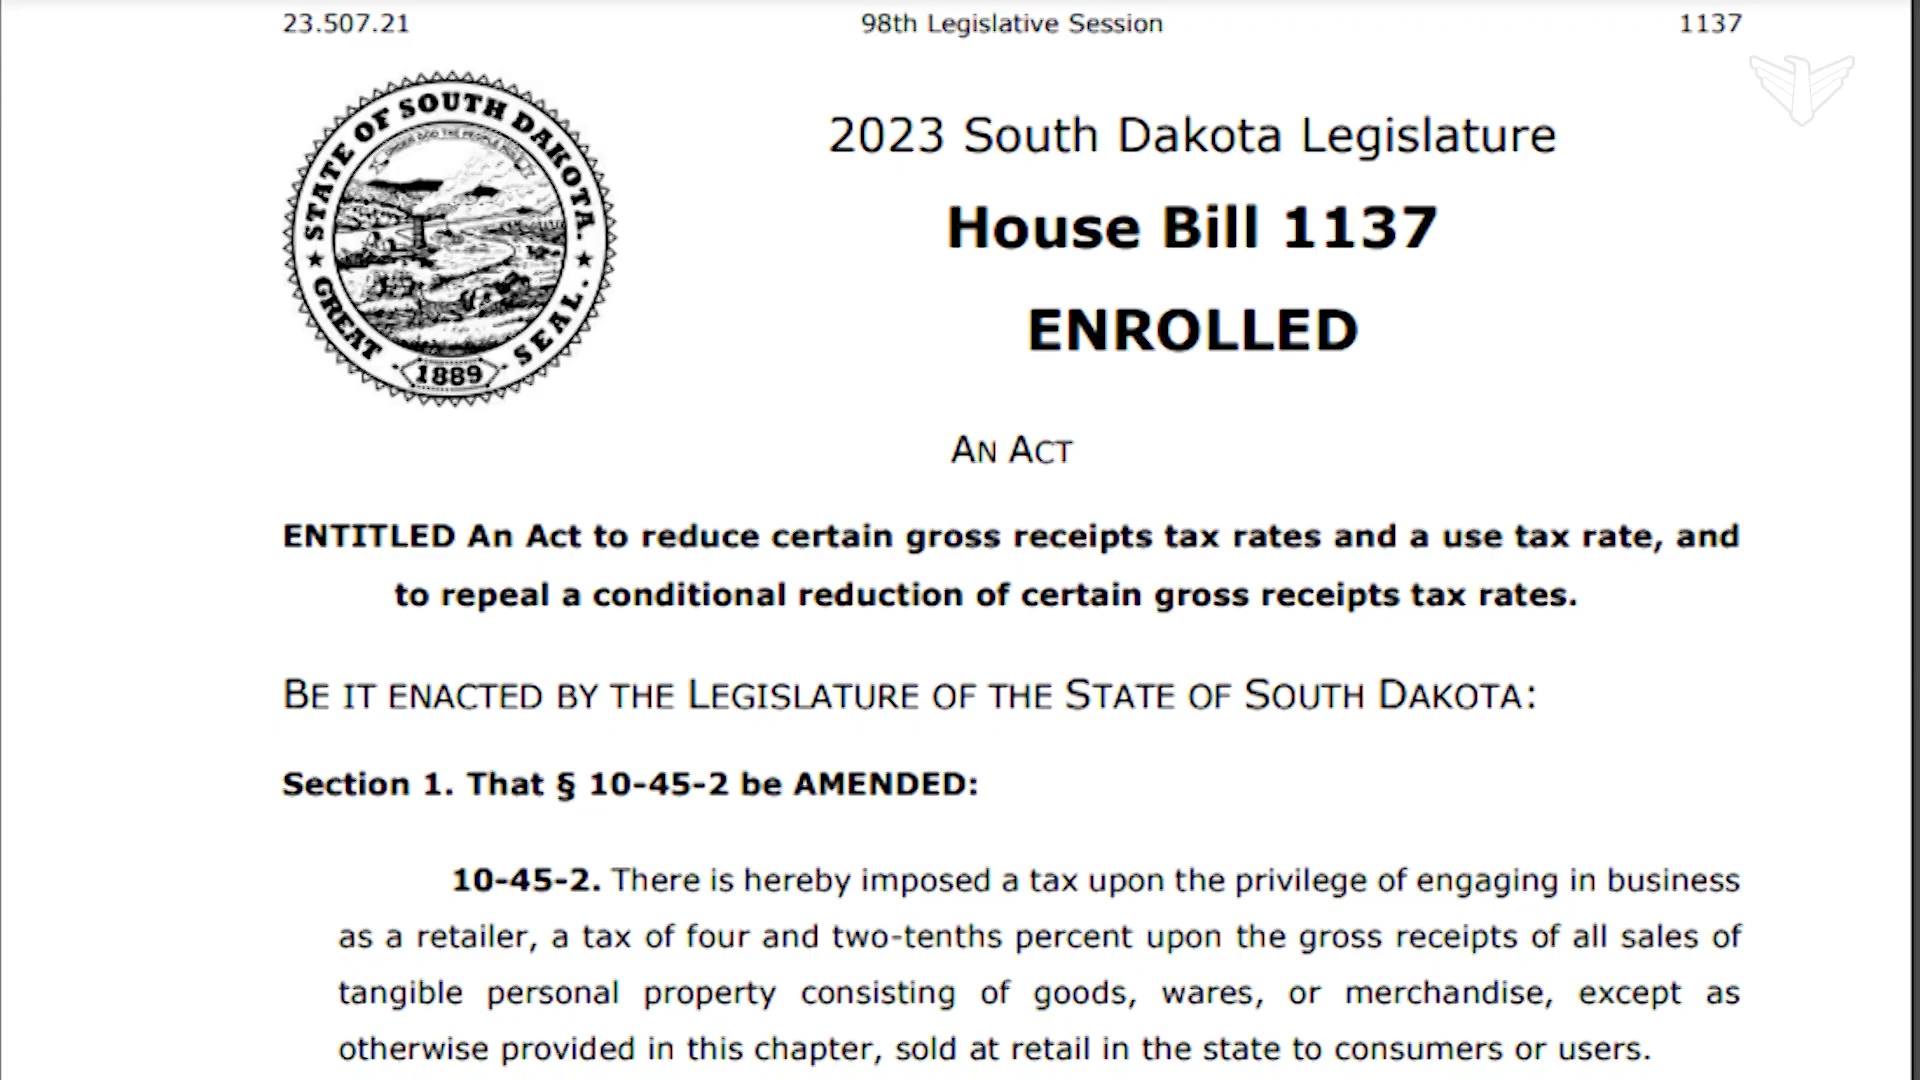 23.507.21 98th Legislative Session 1137
STATE OF SOUTH DAKOTA.
UNDER GOD THE PEOPLE RULE
GREAT SEAL.
1889
2023 South Dakota Legislature
House Bill 1137
ENROLLED
AN ACT
ENTITLED An Act to reduce certain gross receipts tax rates and a use tax rate, and
to repeal a conditional reduction of certain gross receipts tax rates.
BE IT ENACTED BY THE LEGISLATURE OF THE STATE OF SOUTH DAKOTA:
Section 1. That § 10-45-2 be AMENDED:
10-45-2. There is hereby imposed a tax upon the privilege of engaging in business
as a retailer, a tax of four and two-tenths percent upon the gross receipts of all sales of
tangible personal property consisting of goods, wares, or merchandise, except as
otherwise provided in this chapter, sold at retail in the state to consumers or users.